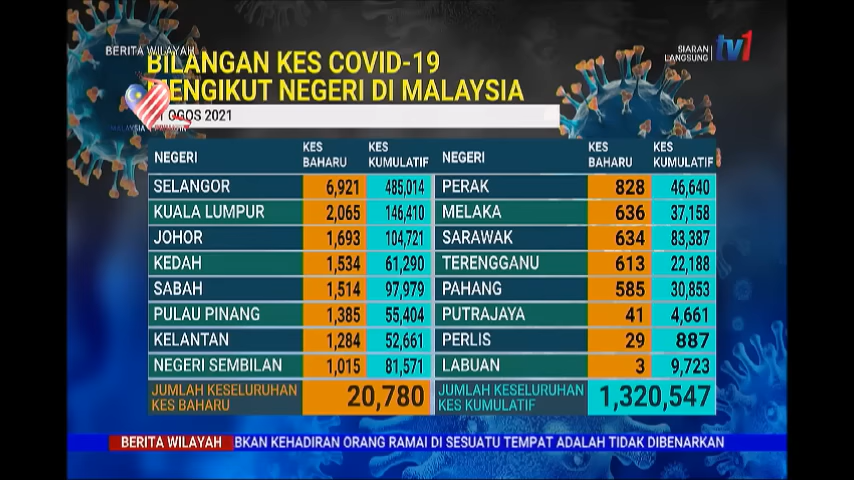 BERITA WILAYAH
SIARAN
LANGSUNG
tv1
BILANGAN KES COVID-19
MENGIKUT NEGERI DI MALAYSIA
OGOS 2021
NEGERI KES BAHARU KES KUMULATIF NEGERI KES BAHARU KES KUMULATIF
SELANGOR 6,921 485,014 PERAK 828 46,640
KUALA LUMPUR 2,065 146,410 MELAKA 636 37,158
JOHOR 1,693 104,721 SARAWAK 634 83,387
KEDAH 1,534 61,290 TERENGGANU 613 22,188
SABAH 1,514 97,979 PAHANG 585 30,853
PULAU PINANG 1,385 55,404 PUTRAJAYA 41 4,661
KELANTAN 1,284 52,661 PERLIS 29 887
NEGERI SEMBILAN 1,015 81,571 LABUAN 3 9,723
JUMLAH KESELURUHAN KES BAHARU 20,780 JUMLAH KESELURUHAN KES KUMULATIF 1,320,547
BERITA WILAYAH BKAN KEHADIRAN ORANG RAMAI DI SESUATU TEMPAT ADALAH TIDAK DIBENARKAN